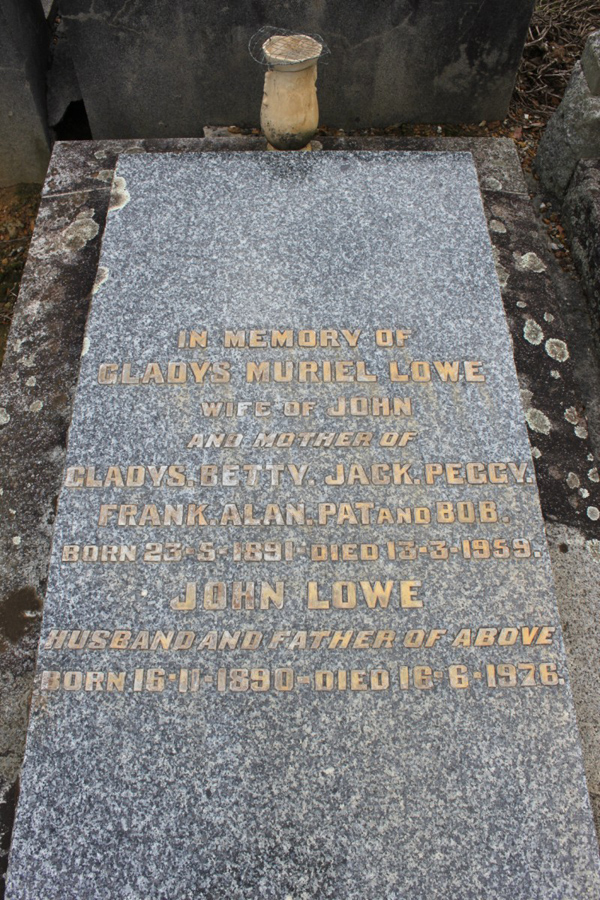 IN MEMORY OF
GLADYS MURIEL LOWE
WIFE OF JOHN
AND MOTHER OF
GLADYS, BETTY. JACK. PEGGY.
FRANK. ALAN. PAT AND BOB.
BORN 23-5-1891-DIED 13-3-1959.
JOHN LOWE
HUSBAND AND FATHER OF ABOVE
BORN 16-11-1890-DIED 16-6-1976.